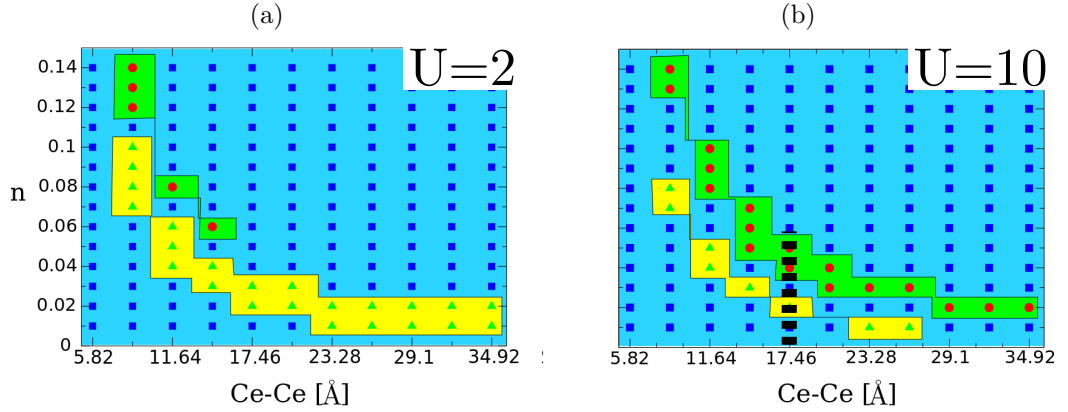 (a) (b)
U=2 U=10
0.14
0.12
0.1
n 0.08
0.06
0.04
0.02
0
5.82 11.64 17.46 23.28 29.1 34.92 5.82 11.64 17.46 23.28 29.1 34.92
Ce-Ce [Å] Ce-Ce [Å]